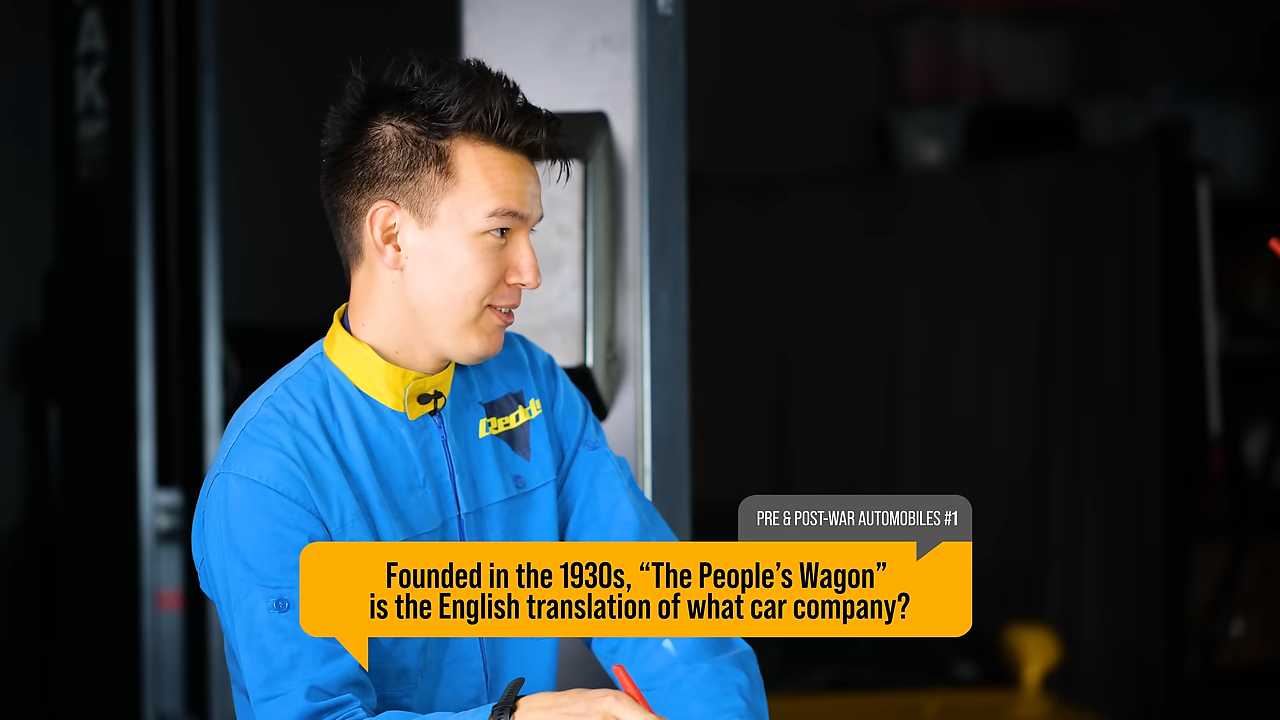 PRE & POST-WAR AUTOMOBILES #1
Founded in the 1930s, “The People’s Wagon”
is the English translation of what car company?